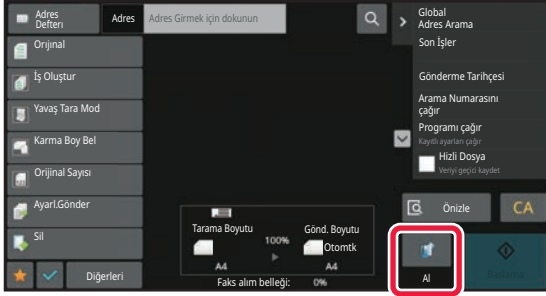 Adres
Defteri
Adres
Adres Girmek için dokunun
Global
Adres Arama
Orijinal
Son İşler
İş Oluştur
Gönderme Tarihçesi
Yavaş Tara Mod
Arama Numarasını
çağır
Karma Boy Bel
Programı çağır
Kayıtlı ayarları çağır
Hizli Dosya
Veriyi geçici kaydet
Orijinal Sayısı
Ayarl.Gönder
Önizle
CA
Tarama Boyutu
100%
Gönd. Boyutu
Otomtk
A4
A4
Sil
Al
Diğerleri
Faks alım belleği:
0%